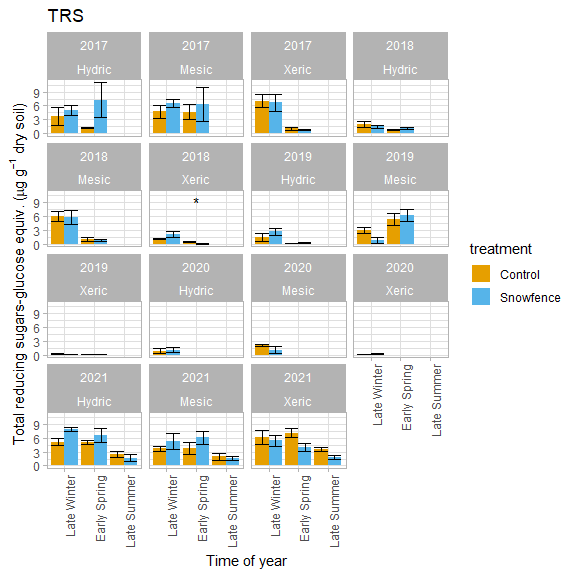 TRS
2017
Hydric
2017
Mesic
2017
Xeric
2018
Hydric
9
6
3
0
2018
Mesic
2018
Xeric
2019
Hydric
2019
Mesic
9
6
3
0
*
2019
Xeric
2020
Hydric
2020
Mesic
2020
Xeric
9
6
3
0
2021
Hydric
2021
Mesic
2021
Xeric
9
6
3
0
Late Winter
Early Spring
Late Summer
Late Winter
Early Spring
Late Summer
Late Winter
Early Spring
Late Summer
Late Winter
Early Spring
Late Summer
Time of year
Total reducing sugars-glucose equiv. (μg g⁻¹ dry soil)
treatment
Control
Snowfence